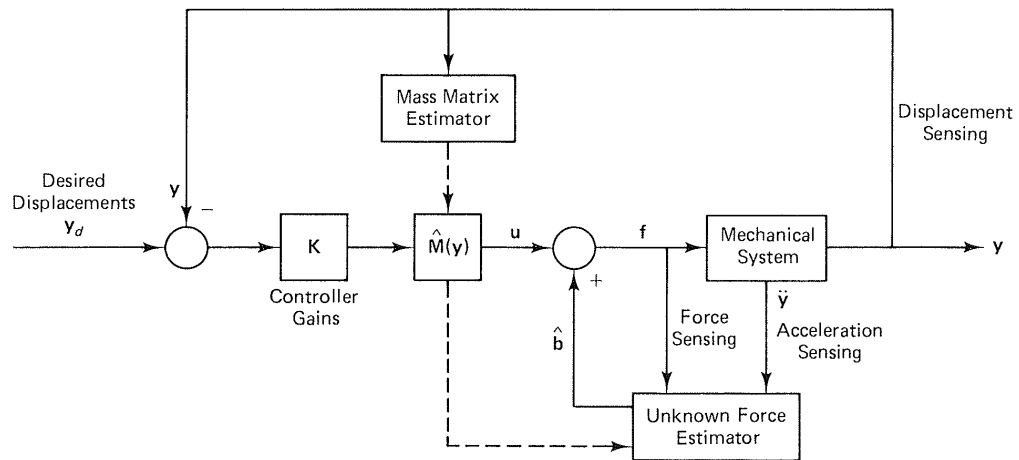 Mass Matrix
Estimator
Displacement
Sensing
Desired
Displacements
y_d
y
−
K
Controller
Gains
M̂(y)
u
+
f
Mechanical
System
y
ÿ
Force
Sensing
Acceleration
Sensing
b̂
Unknown Force
Estimator